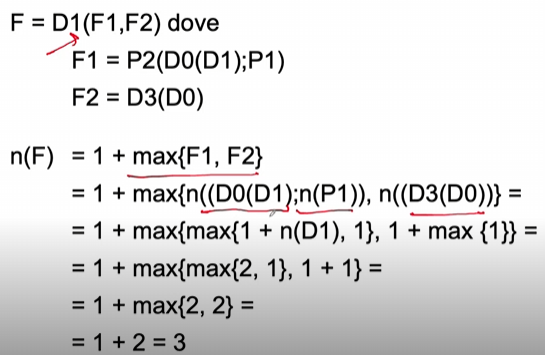 F = D1(F1,F2) dove
F1 = P2(D0(D1);P1)
F2 = D3(D0)
n(F) = 1 + max{F1, F2}
= 1 + max{n((D0(D1);n(P1)), n((D3(D0))} =
= 1 + max{max{1 + n(D1), 1}, 1 + max {1}} =
= 1 + max{max{2, 1}, 1 + 1} =
= 1 + max{2, 2} =
= 1 + 2 = 3